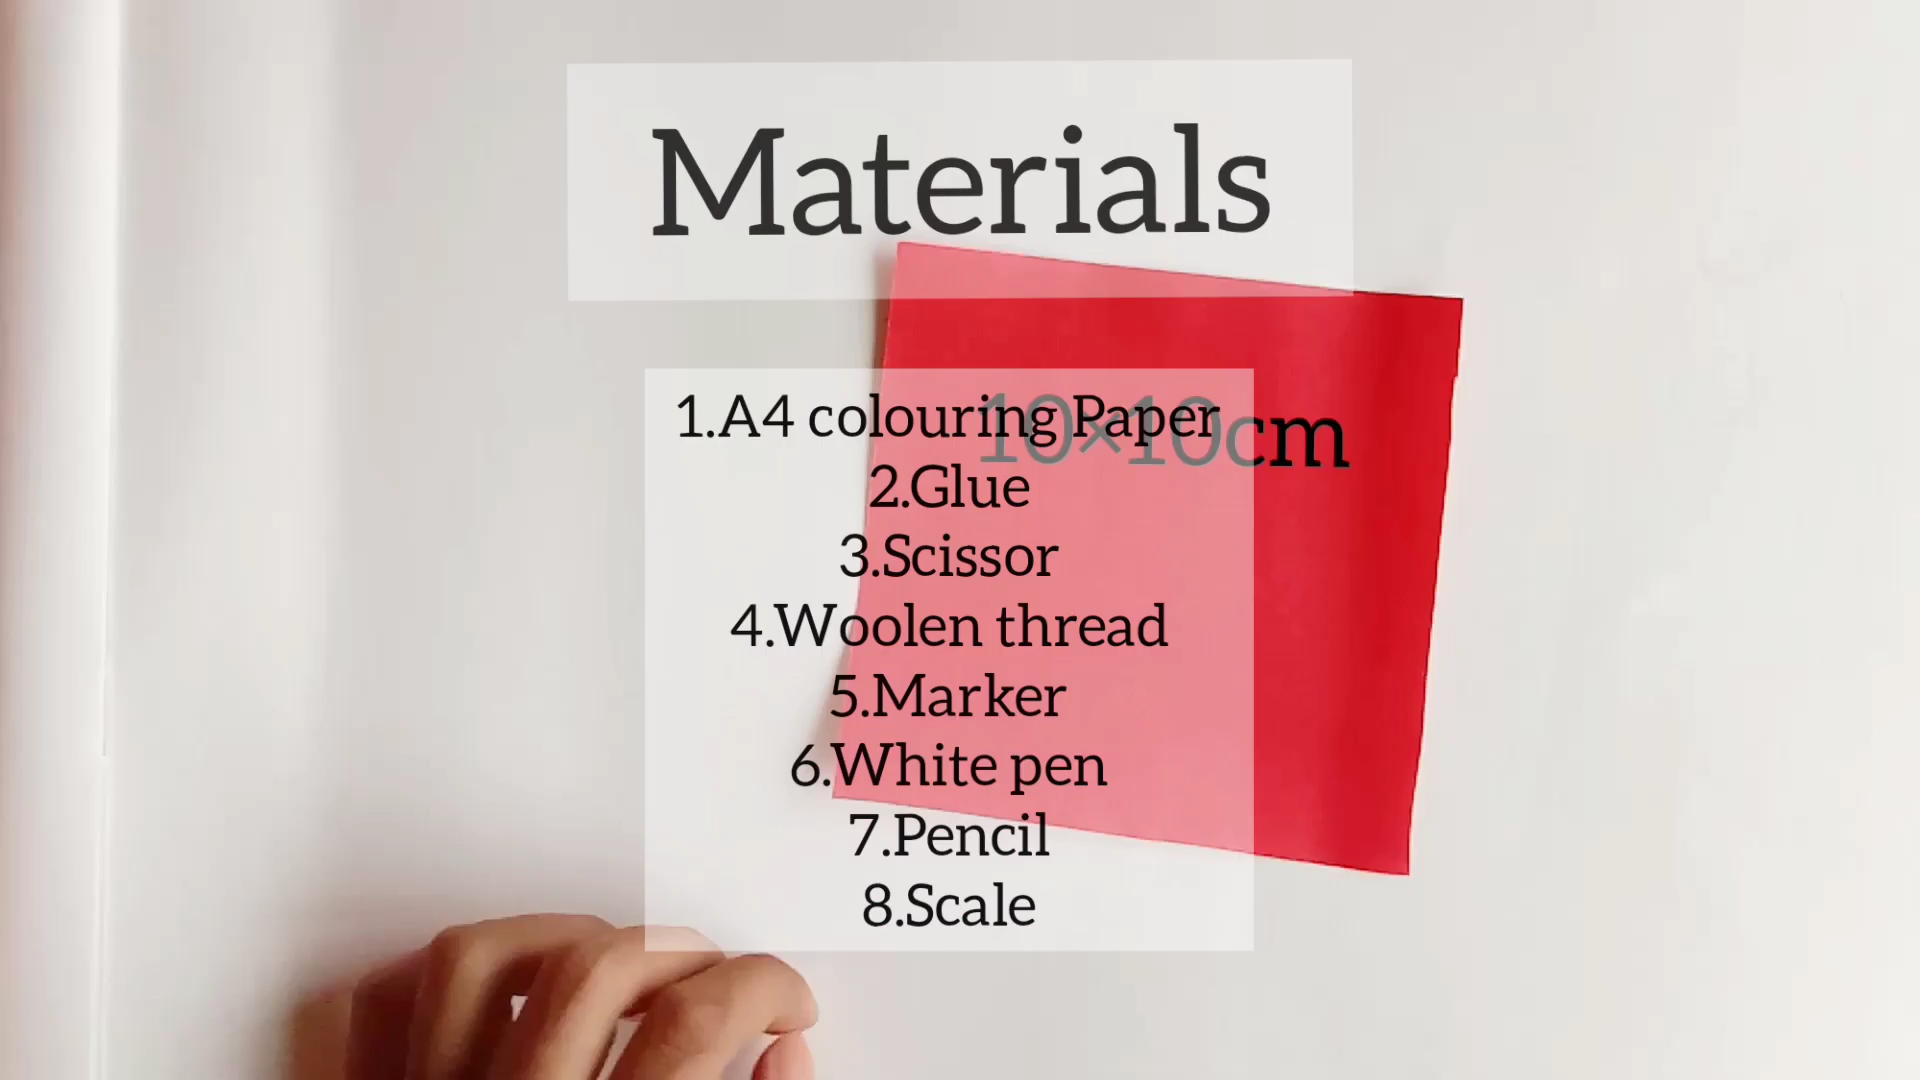 Materials
10×10cm
1.A4 colouring Paper
2.Glue
3.Scissor
4.Woolen thread
5.Marker
6.White pen
7.Pencil
8.Scale